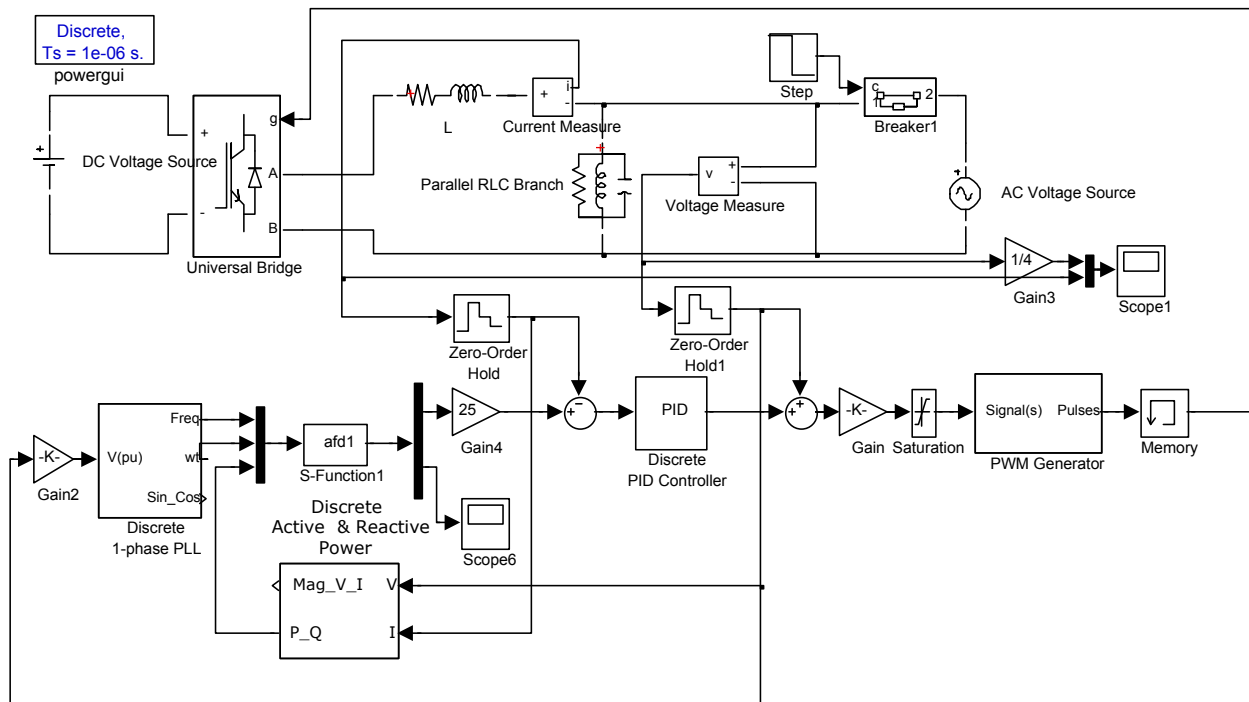 Discrete,
Ts = 1e-06 s.
powergui
+
DC Voltage Source
+
-
g
A
B
Universal Bridge
+
L
+
i
-
Current Measure
+
Parallel RLC Branch
v
+
-
Voltage Measure
Step
c
1
2
Breaker1
+
AC Voltage Source
1/4
Gain3
Scope1
Zero-Order
Hold
Zero-Order
Hold1
-K-
Gain2
V(pu)
Freq
wt
Sin_Cos
Discrete
1-phase PLL
afd1
S-Function1
25
Gain4
+
−
PID
Discrete
PID Controller
+
+
-K-
Gain
Saturation
Signal(s)
Pulses
PWM Generator
Memory
Scope6
Discrete
Active & Reactive
Power
Mag_V_I
V
P_Q
I